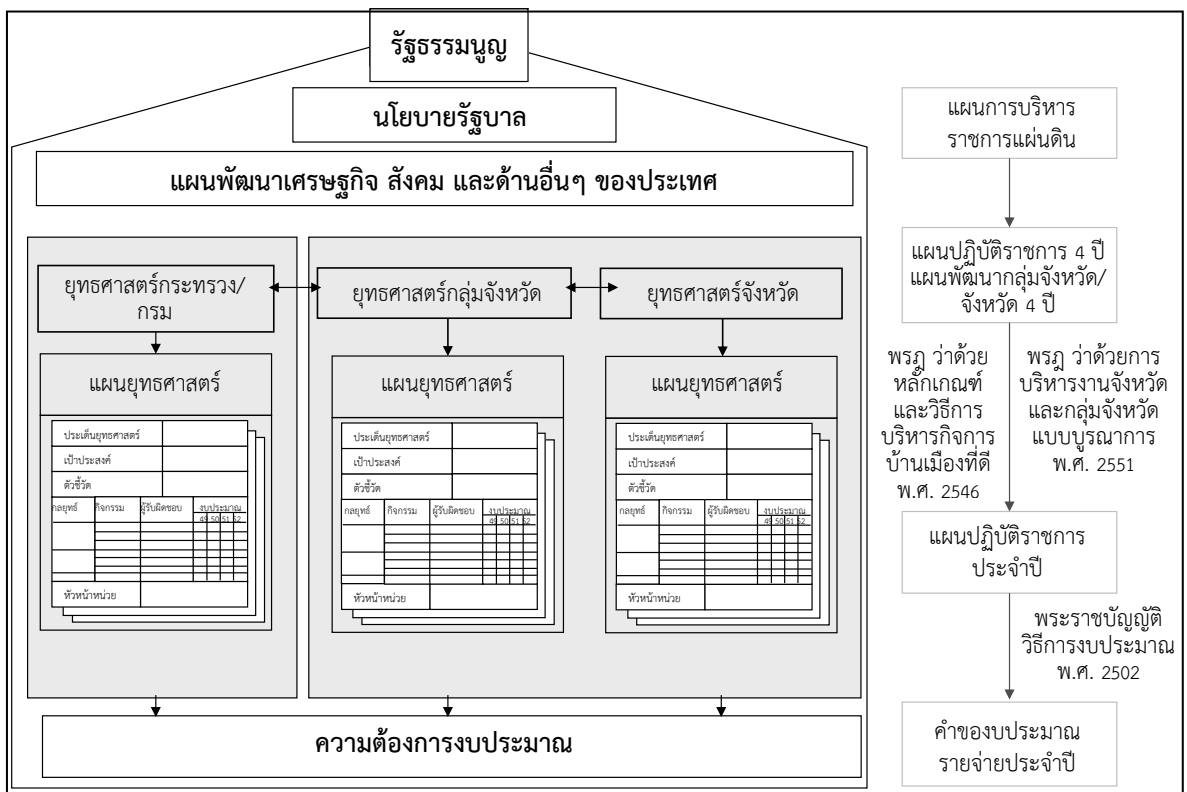 รัฐธรรมนูญ
นโยบายรัฐบาล
แผนพัฒนาเศรษฐกิจ สังคม และด้านอื่นๆ ของประเทศ
ยุทธศาสตร์กระทรวง/
กรม
ยุทธศาสตร์กลุ่มจังหวัด
ยุทธศาสตร์จังหวัด
แผนยุทธศาสตร์
ประเด็นยุทธศาสตร์
เป้าประสงค์
ตัวชี้วัด
กลยุทธ์ กิจกรรม ผู้รับผิดชอบ งบประมาณ
49 50 51 52
หัวหน้าหน่วย
แผนยุทธศาสตร์
ประเด็นยุทธศาสตร์
เป้าประสงค์
ตัวชี้วัด
กลยุทธ์ กิจกรรม ผู้รับผิดชอบ งบประมาณ
49 50 51 52
หัวหน้าหน่วย
แผนยุทธศาสตร์
ประเด็นยุทธศาสตร์
เป้าประสงค์
ตัวชี้วัด
กลยุทธ์ กิจกรรม ผู้รับผิดชอบ งบประมาณ
49 50 51 52
หัวหน้าหน่วย
ความต้องการงบประมาณ
แผนการบริหาร
ราชการแผ่นดิน
แผนปฏิบัติราชการ 4 ปี
แผนพัฒนากลุ่มจังหวัด/
จังหวัด 4 ปี
พรฎ ว่าด้วย
หลักเกณฑ์
และวิธีการ
บริหารกิจการ
บ้านเมืองที่ดี
พ.ศ. 2546
พรฎ ว่าด้วยการ
บริหารงานจังหวัด
และกลุ่มจังหวัด
แบบบูรณาการ
พ.ศ. 2551
แผนปฏิบัติราชการ
ประจำปี
พระราชบัญญัติ
วิธีการงบประมาณ
พ.ศ. 2502
คำของบประมาณ
รายจ่ายประจำปี